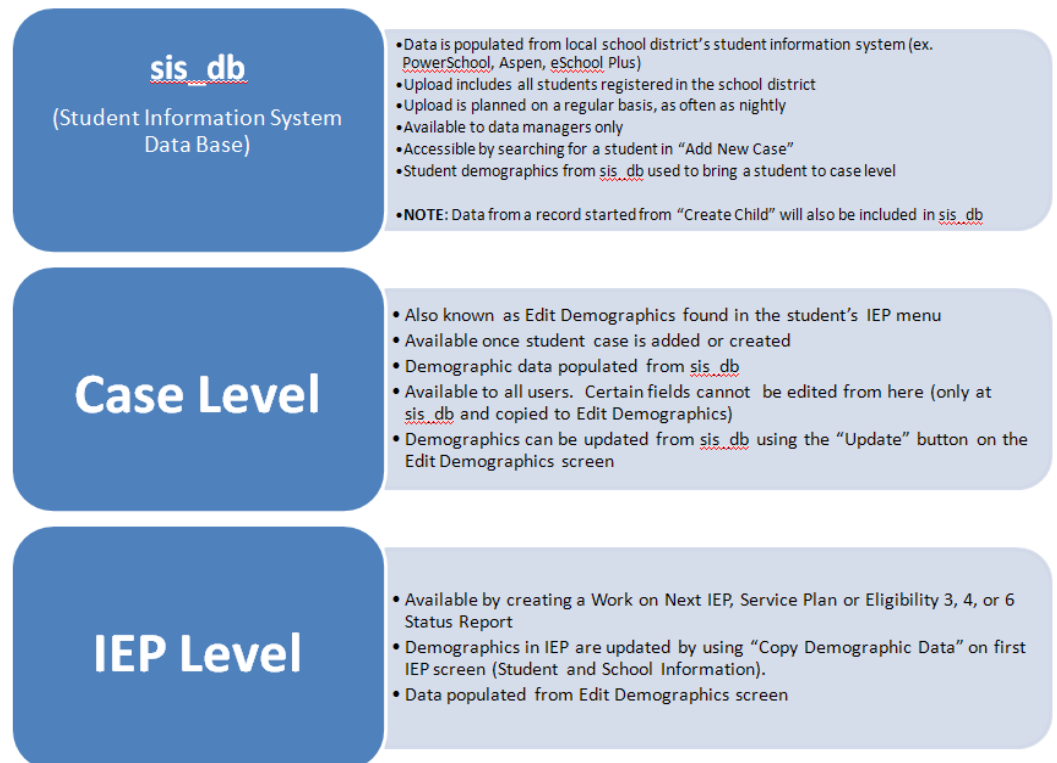 sis_db
(Student Information System
Data Base)
•Data is populated from local school district's student information system (ex.
PowerSchool, Aspen, eSchool Plus)
•Upload includes all students registered in the school district
•Upload is planned on a regular basis, as often as nightly
•Available to data managers only
•Accessible by searching for a student in “Add New Case”
•Student demographics from sis_db used to bring a student to case level
•NOTE: Data from a record started from “Create Child” will also be included in sis_db
Case Level
• Also known as Edit Demographics found in the student's IEP menu
• Available once student case is added or created
• Demographic data populated from sis_db
• Available to all users. Certain fields cannot be edited from here (only at
sis_db and copied to Edit Demographics)
• Demographics can be updated from sis_db using the “Update” button on the
Edit Demographics screen
IEP Level
• Available by creating a Work on Next IEP, Service Plan or Eligibility 3, 4, or 6
Status Report
• Demographics in IEP are updated by using “Copy Demographic Data” on first
IEP screen (Student and School Information).
• Data populated from Edit Demographics screen